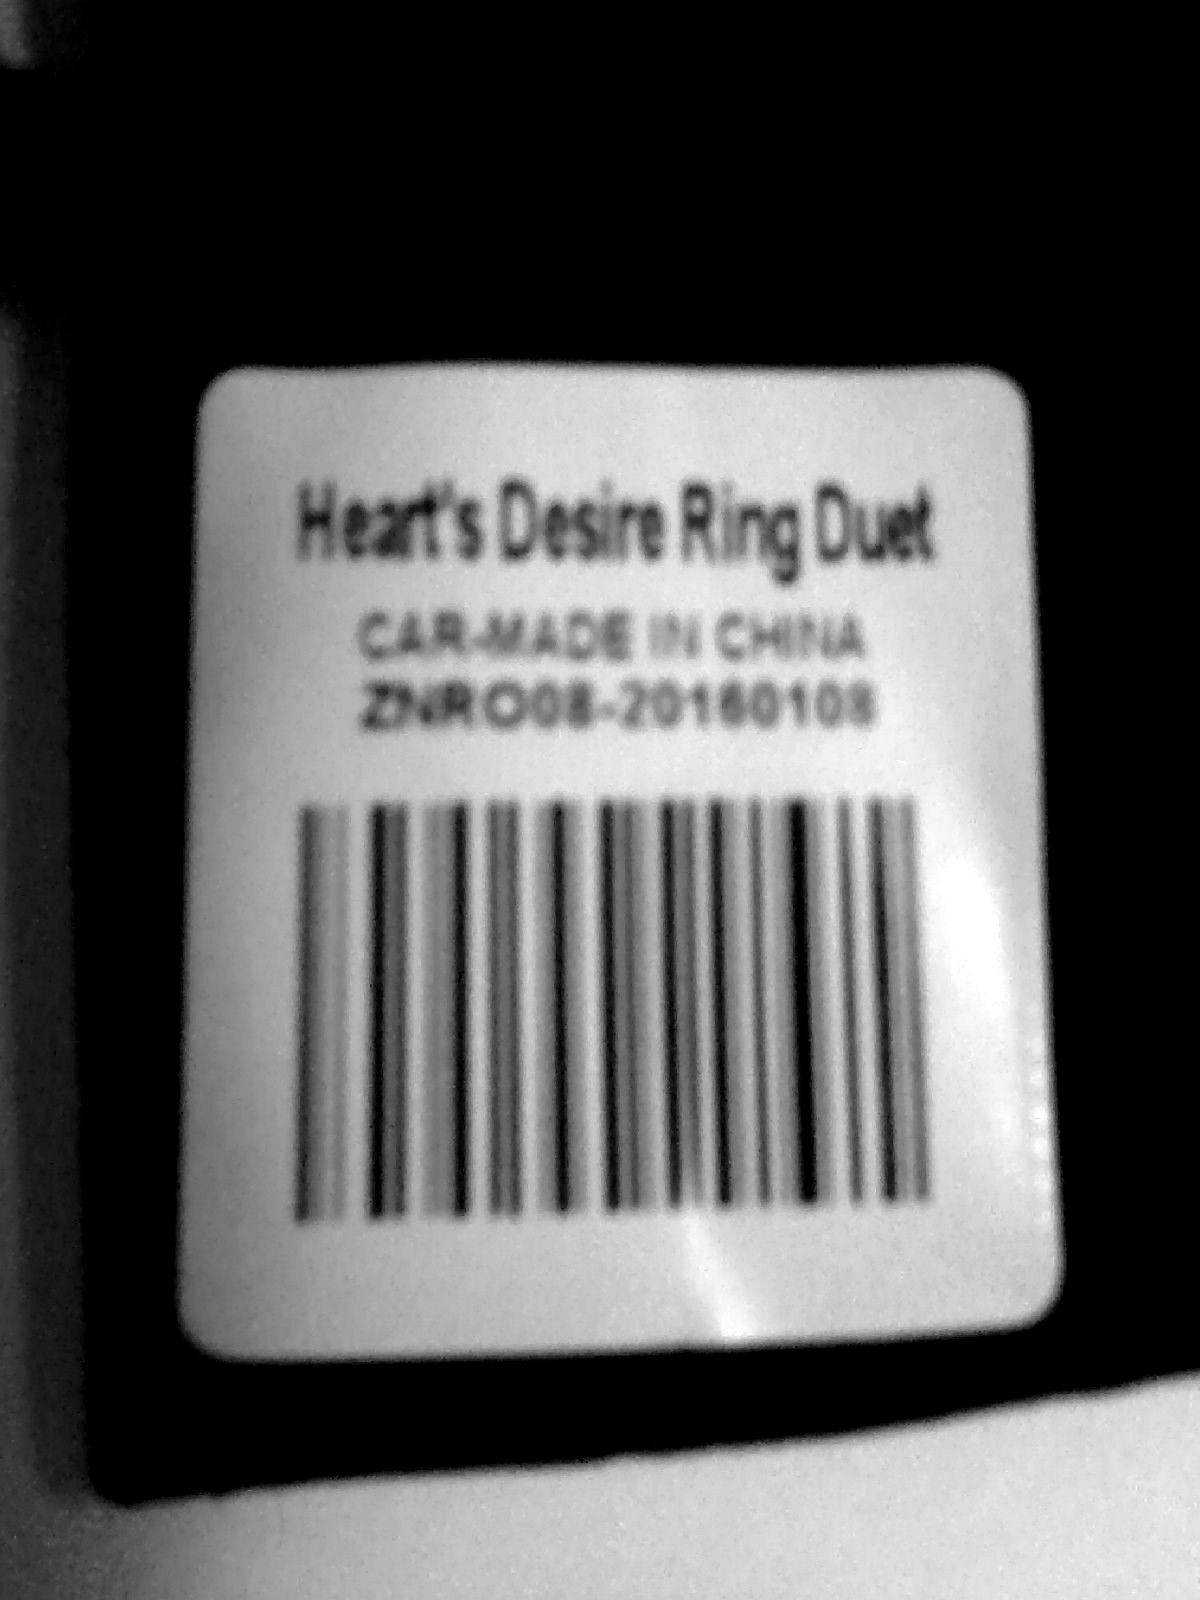 Heart's Desire Ring Duet
CAR-MADE IN CHINA
ZNRO08-20160108